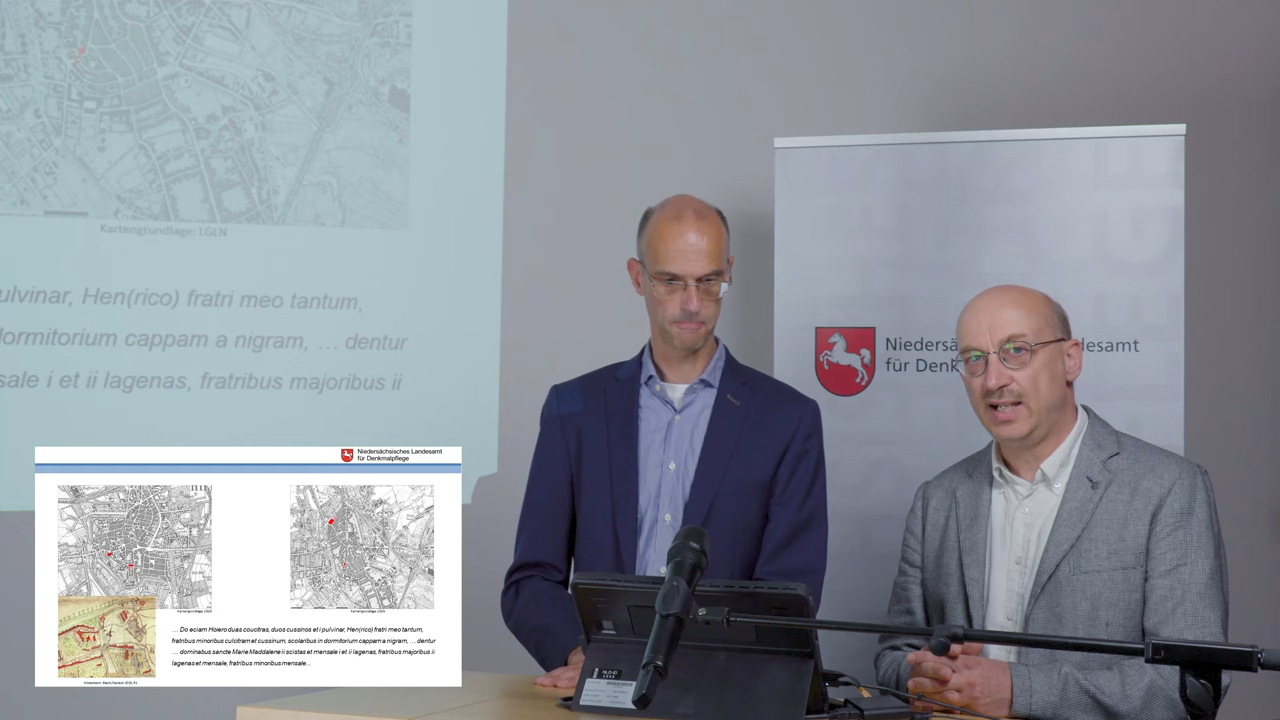 Kartengrundlage: LGLN
pulvinar, Hen(rico) fratri meo tantum,
dormitorium cappam a nigram, ... dentur
sale i et ii lagenas, fratribus majoribus ii
Niedersä desamt
für Denk
Niedersächsisches Landesamt
für Denkmalpflege
Kartengrundlage: LGLN
Kartengrundlage: LGLN
... Do eciam Hoiero duas coucitras, duos cussinos et i pulvinar, Hen(rico) fratri meo tantum,
fratribus minoribus culcitram et cussinum, scolaribus in dormitorium cappam a nigram, ... dentur
... dominabus sancte Marie Maddalene ii scistas et mensale i et ii lagenas, fratribus majoribus ii
lagenas et mensale, fratribus minoribus mensale...
NLD-ID